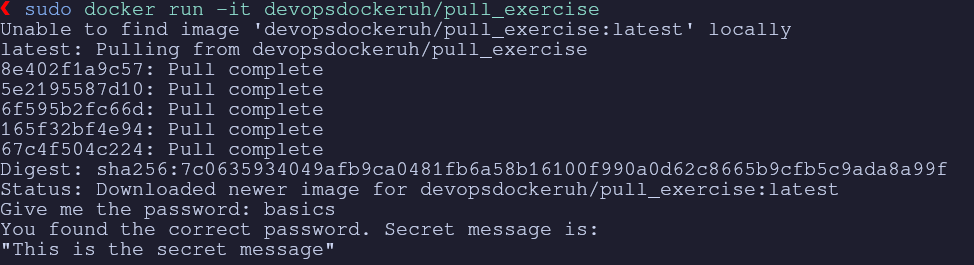 ❮ sudo docker run -it devopsdockeruh/pull_exercise
Unable to find image 'devopsdockeruh/pull_exercise:latest' locally
latest: Pulling from devopsdockeruh/pull_exercise
8e402f1a9c57: Pull complete
5e2195587d10: Pull complete
6f595b2fc66d: Pull complete
165f32bf4e94: Pull complete
67c4f504c224: Pull complete
Digest: sha256:7c0635934049afb9ca0481fb6a58b16100f990a0d62c8665b9cfb5c9ada8a99f
Status: Downloaded newer image for devopsdockeruh/pull_exercise:latest
Give me the password: basics
You found the correct password. Secret message is:
"This is the secret message"